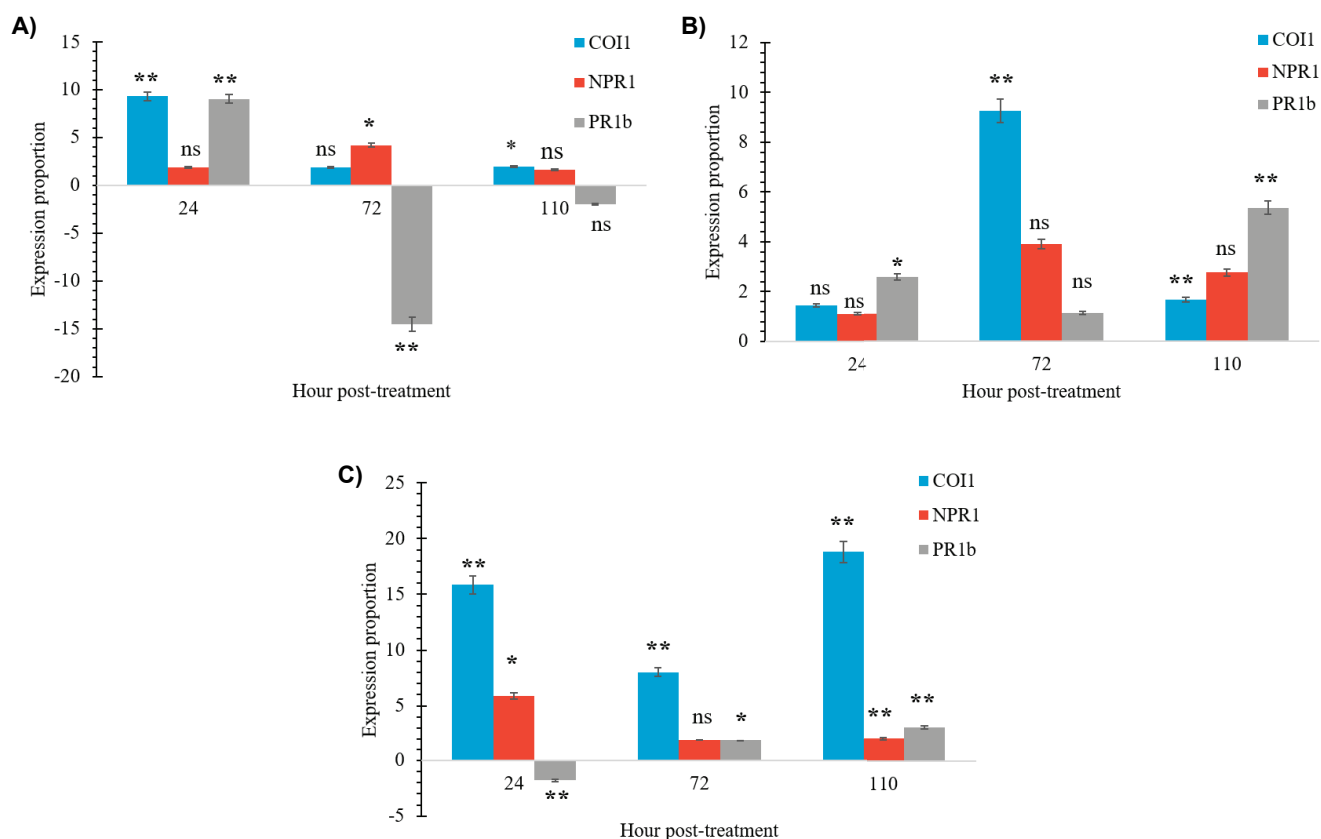 A)
15
10
5
0
-5
-10
-15
-20
Expression proportion
COI1
NPR1
PR1b
** ns **
ns * **
* ns ns
24 72 110
Hour post-treatment
B)
12
10
8
6
4
2
0
Expression proportion
COI1
NPR1
PR1b
ns ns *
** ns ns
** ns **
24 72 110
Hour post-treatment
C)
25
20
15
10
5
0
-5
Expression proportion
COI1
NPR1
PR1b
** * **
** ns *
** ** **
24 72 110
Hour post-treatment